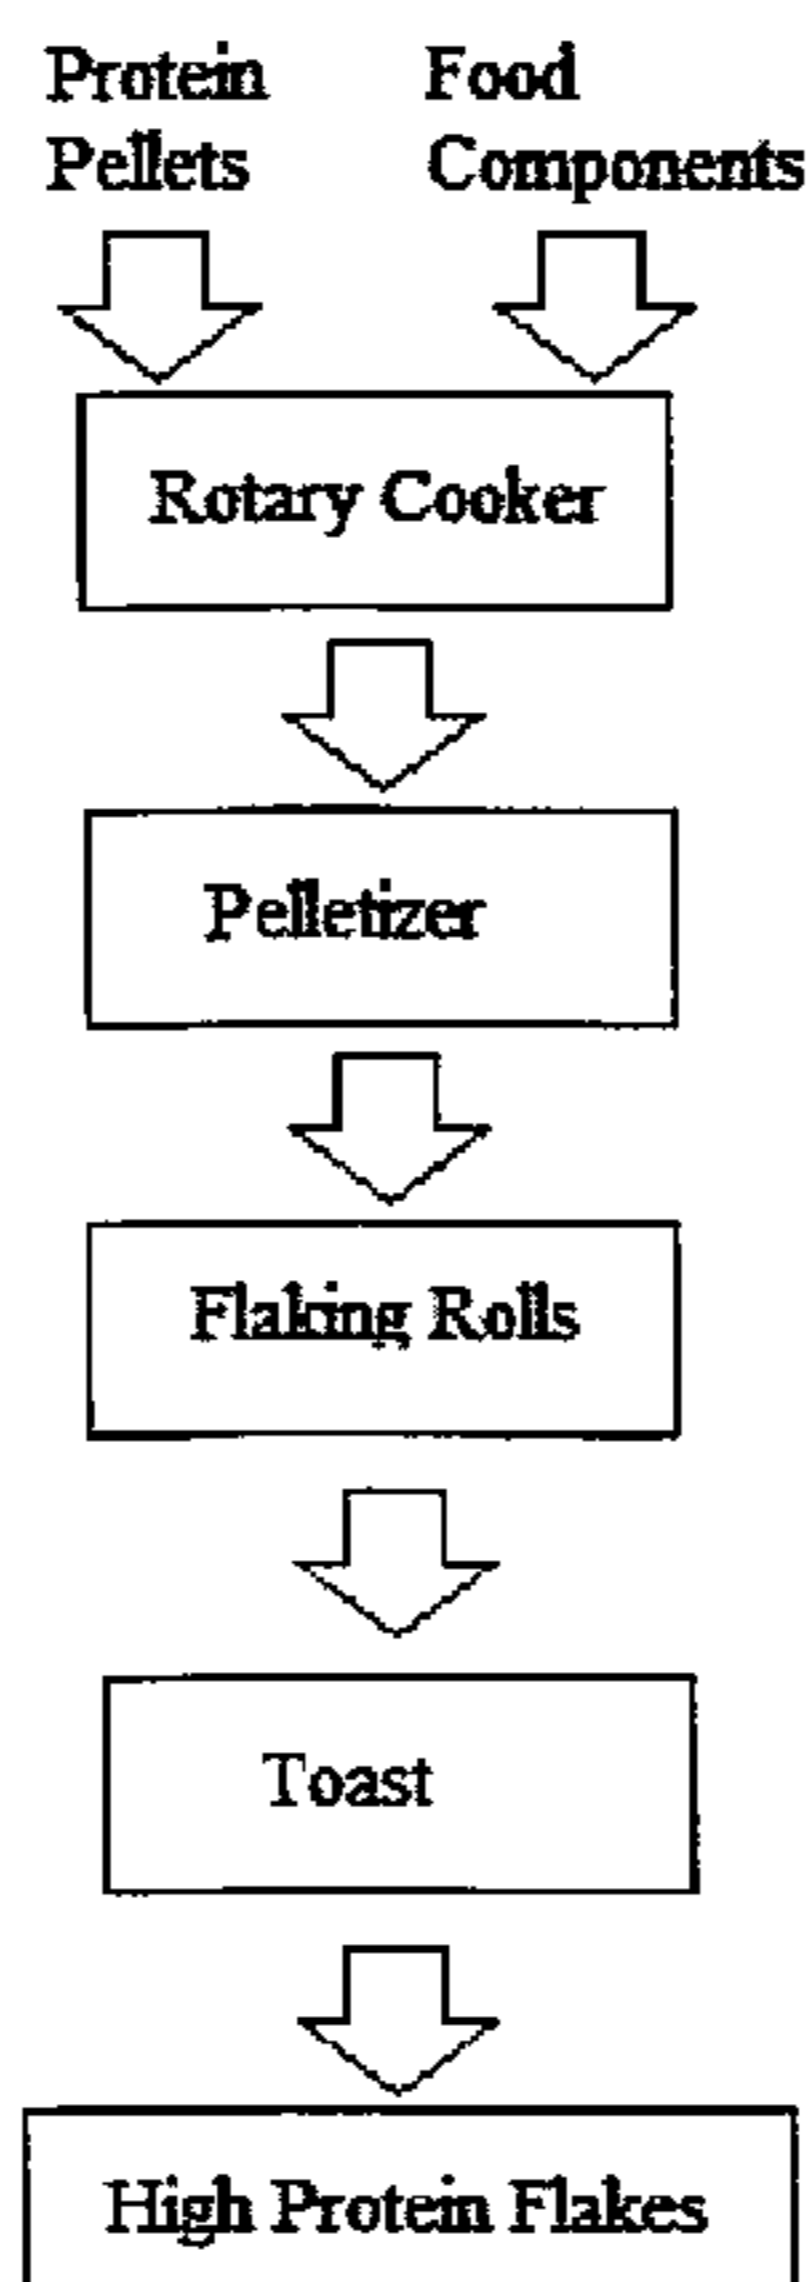 Protein
Pellets
Food
Components
Rotary Cooker
Pelletizer
Flaking Rolls
Toast
High Protein Flakes